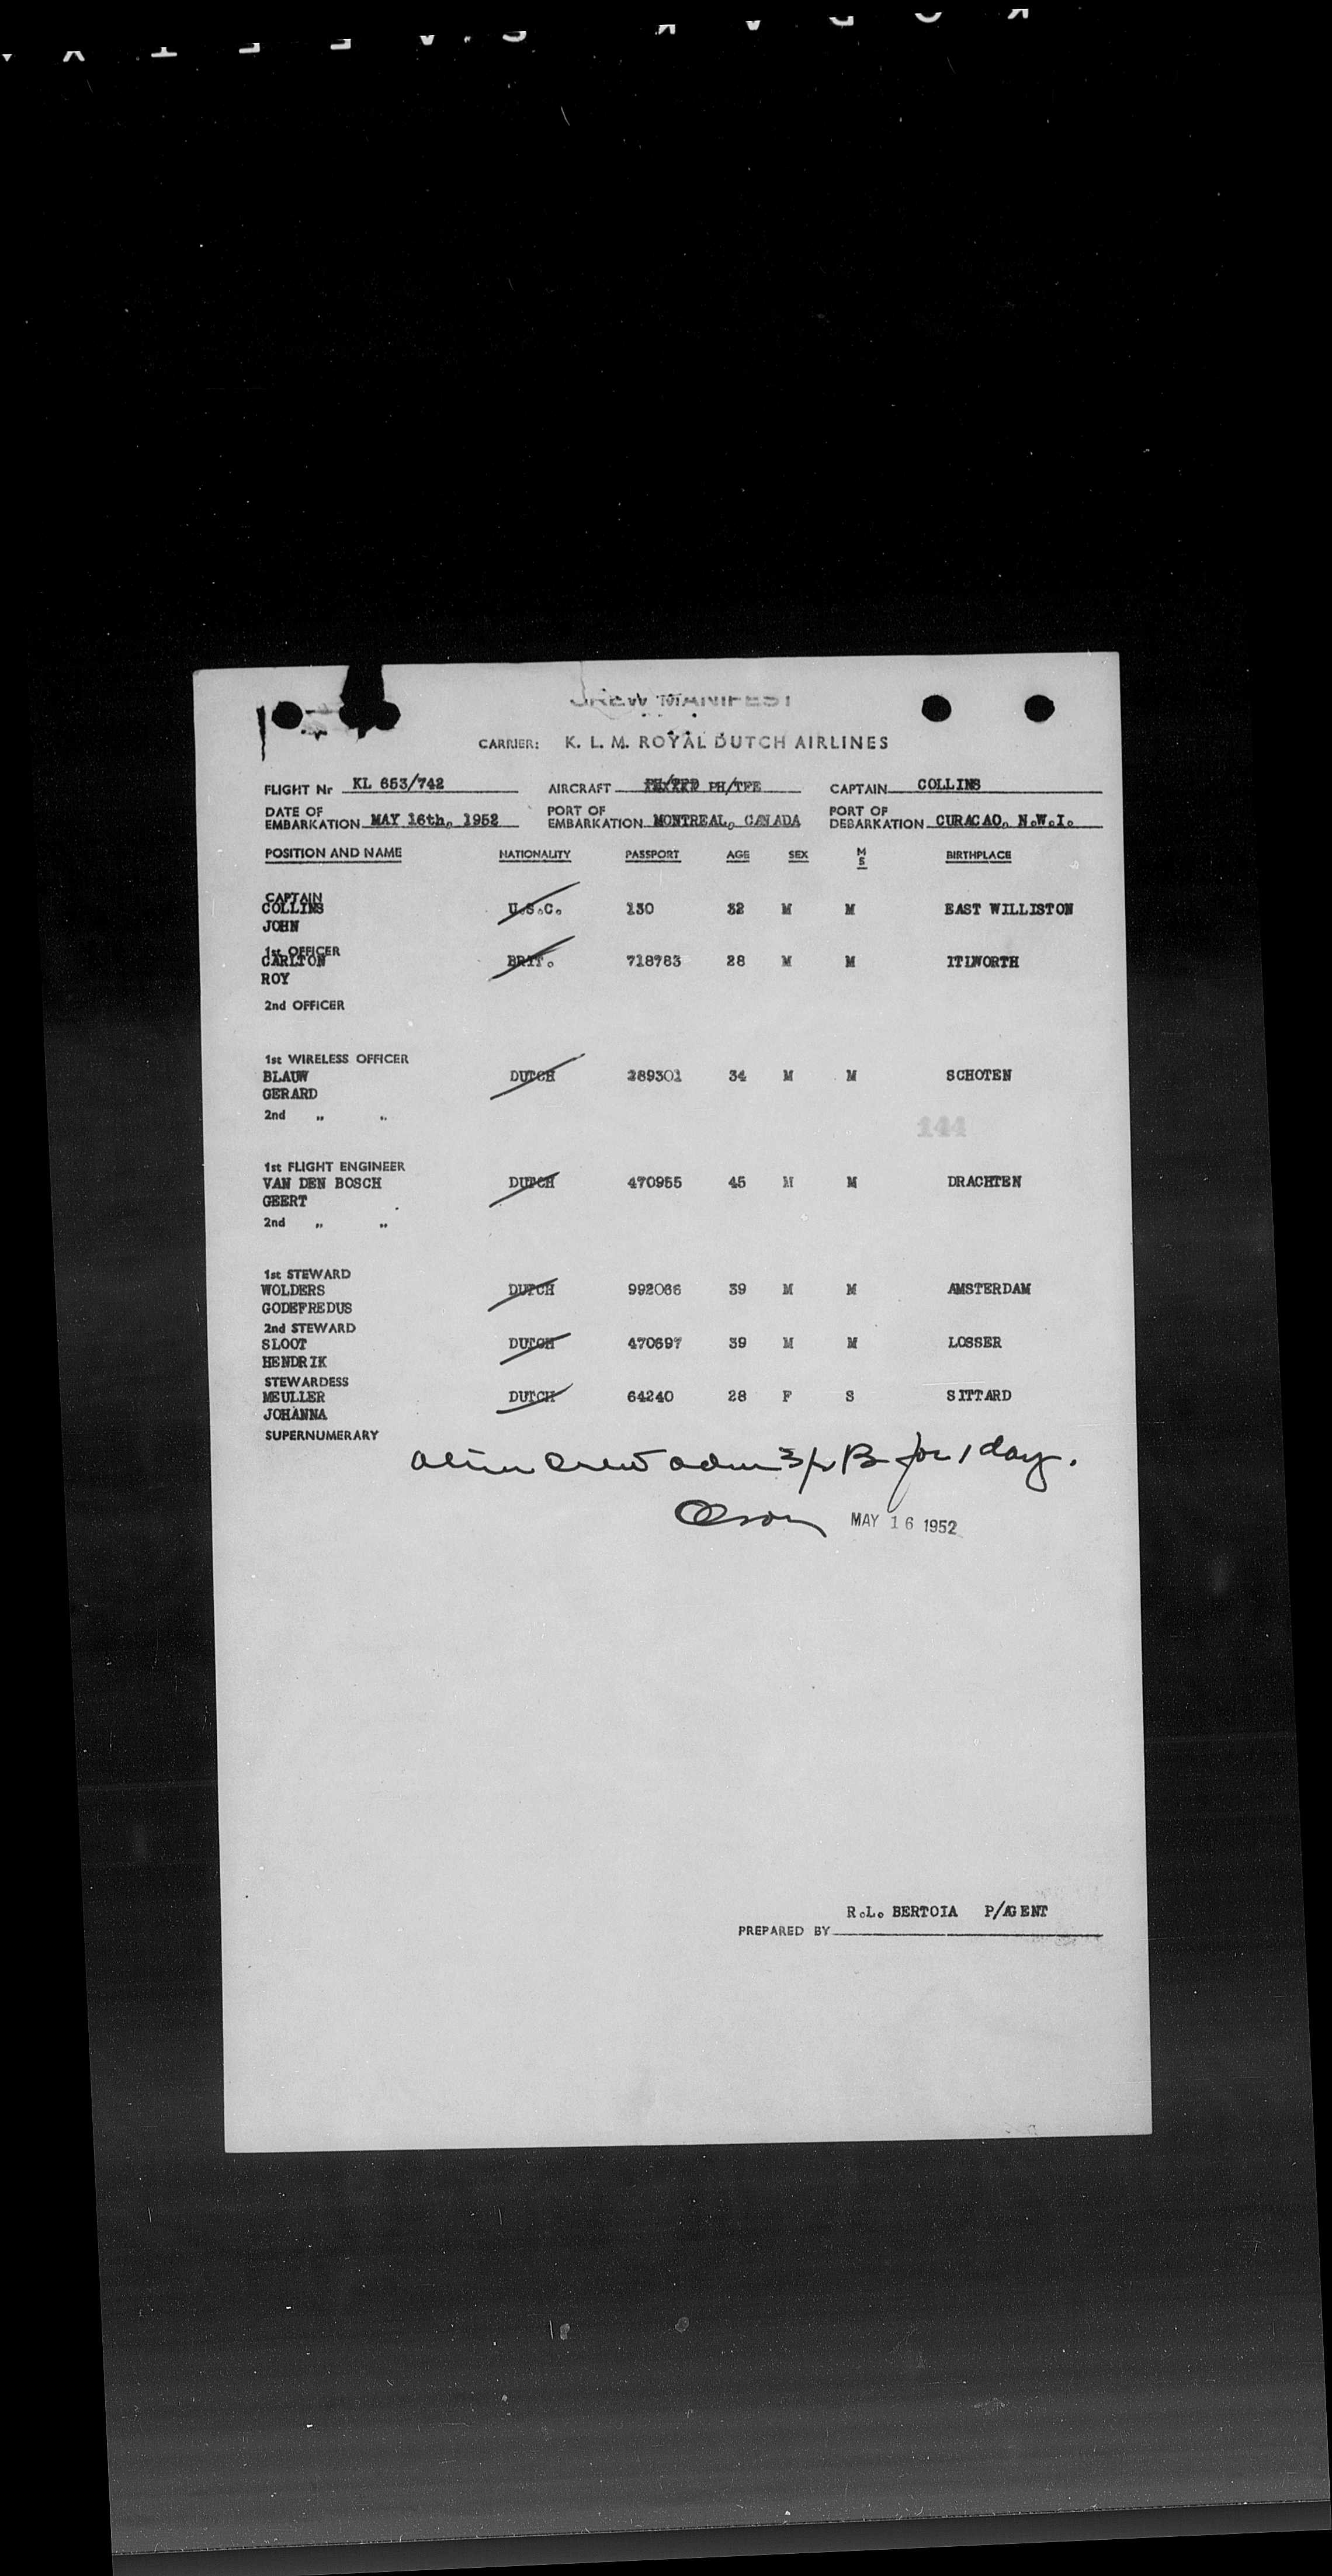 CREW MANIFEST
CARRIER: K. L. M. ROYAL DUTCH AIRLINES
FLIGHT Nr KL 653/742 AIRCRAFT PH/TFE CAPTAIN COLLINS
DATE OF EMBARKATION MAY 16th, 1952 PORT OF EMBARKATION MONTREAL, CANADA PORT OF DEBARKATION CURACAO, N.W.I.
POSITION AND NAME NATIONALITY PASSPORT AGE SEX M S BIRTHPLACE
CAPTAIN
COLLINS U.S.C. 130 32 M M EAST WILLISTON
JOHN
1st OFFICER
CARLTON BRIT. 718783 28 M M ITLWORTH
ROY
2nd OFFICER
1st WIRELESS OFFICER
BLAUW DUTCH 289301 34 M M SCHOTEN
GERARD
2nd „ „
144
1st FLIGHT ENGINEER
VAN DEN BOSCH DUTCH 470955 45 M M DRACHTEN
GEERT
2nd „ „
1st STEWARD
WOLDERS DUTCH 992066 39 M M AMSTERDAM
GODEFREDUS
2nd STEWARD
SLOOT DUTCH 470697 39 M M LOSSER
HENDRIK
STEWARDESS
MEULLER DUTCH 64240 28 F S SITTARD
JOHANNA
SUPERNUMERARY
alien crew adm for 1 day.
Olson MAY 16 1952
R.L. BERTOIA P/AGENT
PREPARED BY